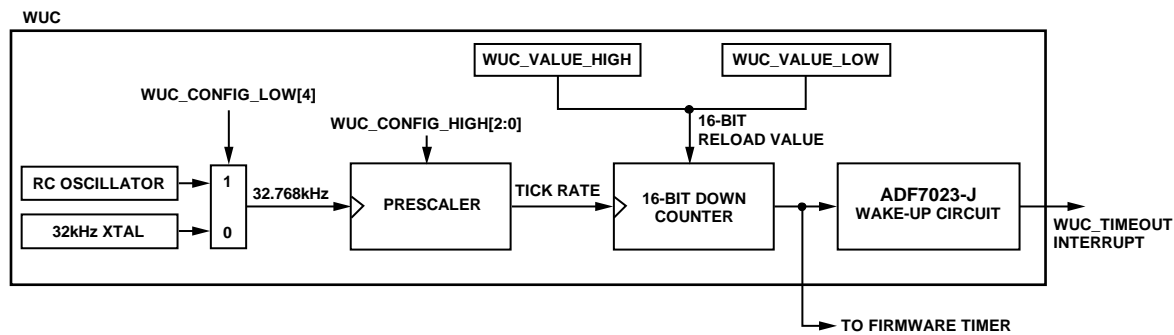 WUC
WUC_VALUE_HIGH
WUC_VALUE_LOW
WUC_CONFIG_LOW[4]
WUC_CONFIG_HIGH[2:0]
16-BIT
RELOAD VALUE
RC OSCILLATOR
1
32.768kHz
PRESCALER
TICK RATE
16-BIT DOWN
COUNTER
ADF7023-J
WAKE-UP CIRCUIT
32kHz XTAL
0
WUC_TIMEOUT
INTERRUPT
TO FIRMWARE TIMER